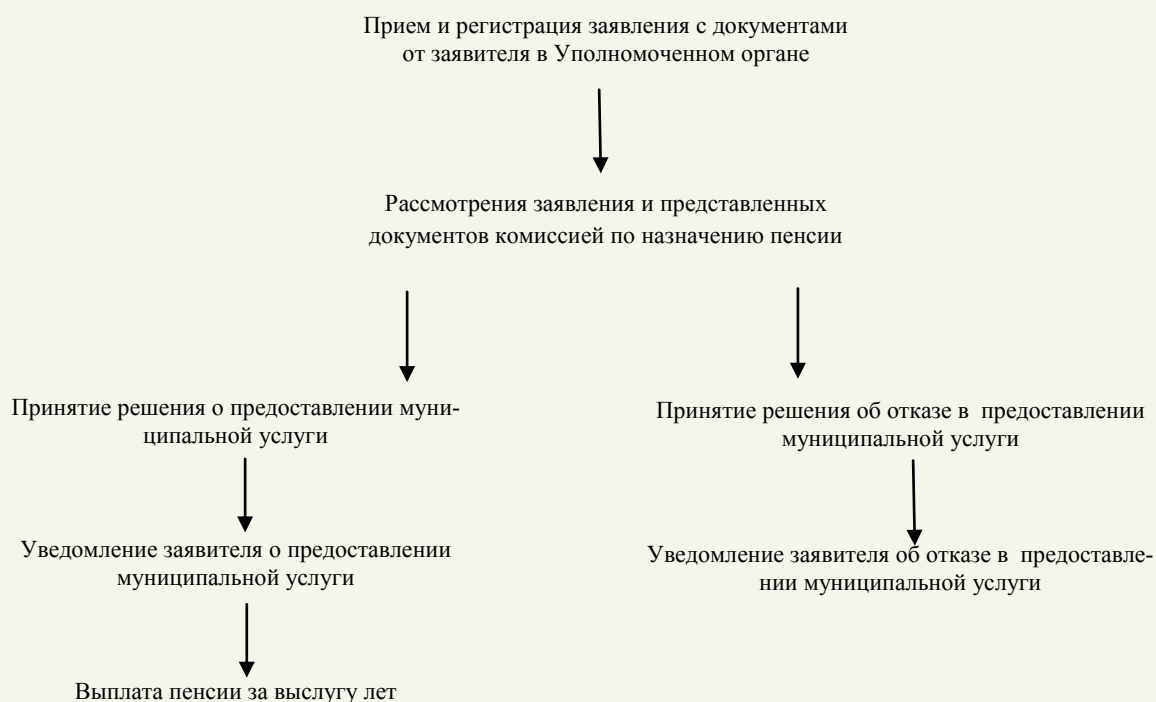 Прием и регистрация заявления с документами
от заявителя в Уполномоченном органе
Рассмотрения заявления и представленных
документов комиссией по назначению пенсии
Принятие решения о предоставлении муни-
ципальной услуги
Принятие решения об отказе в  предоставлении
муниципальной услуги
Уведомление заявителя о предоставлении
муниципальной услуги
Уведомление заявителя об отказе в  предоставле-
нии муниципальной услуги
Выплата пенсии за выслугу лет